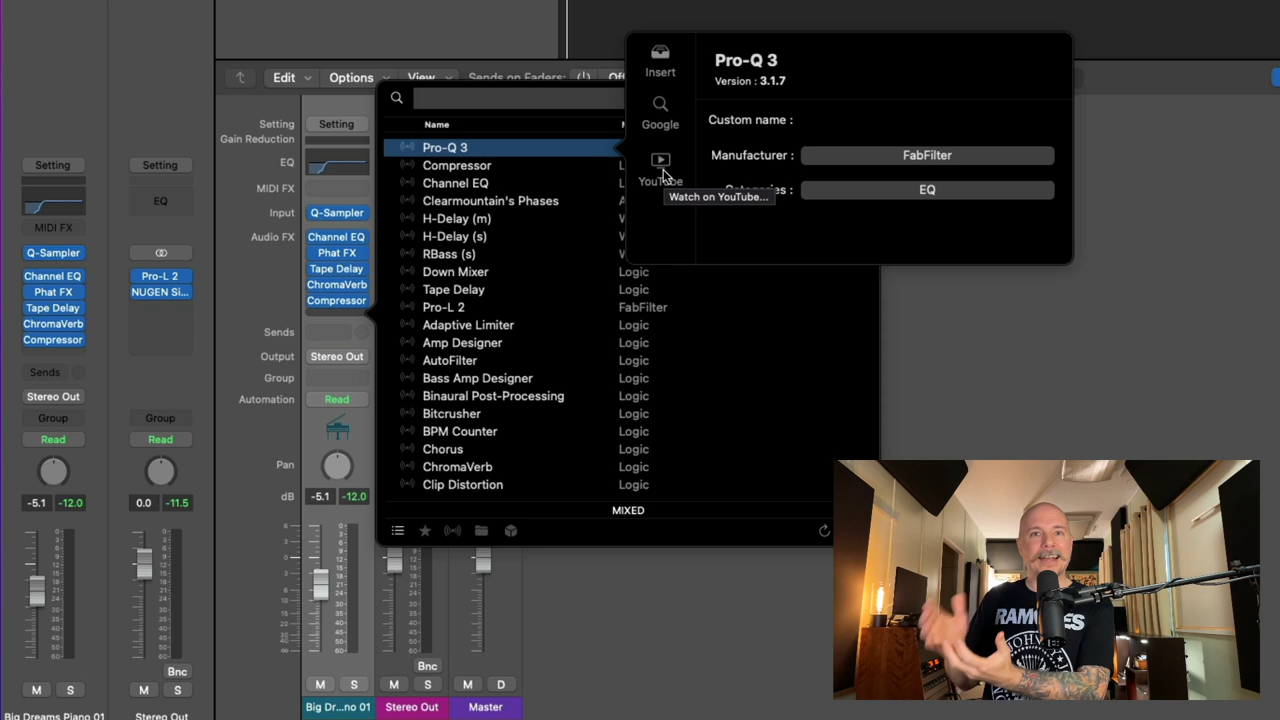 Edit
Options
View
Sends on Faders:
Off
Setting
Gain Reduction
EQ
MIDI FX
Input
Audio FX
Sends
Output
Group
Automation
Pan
dB
Setting
MIDI FX
Q-Sampler
Channel EQ
Phat FX
Tape Delay
ChromaVerb
Compressor
Sends
Stereo Out
Group
Read
-5.1 -12.0
M S
Big Dreams Piano 01
Setting
EQ
Pro-L 2
NUGEN Si...
Group
Read
0.0 -11.5
Bnc
M S
Stereo Out
Setting
Q-Sampler
Channel EQ
Phat FX
Tape Delay
ChromaVerb
Compressor
Stereo Out
Read
-5.1 -12.0
M S
Big Dr...no 01
Bnc
M S
Stereo Out
M D
Master
Name
Pro-Q 3
Compressor
Channel EQ
Clearmountain's Phases
H-Delay (m)
H-Delay (s)
RBass (s)
Down Mixer Logic
Tape Delay Logic
Pro-L 2 FabFilter
Adaptive Limiter Logic
Amp Designer Logic
AutoFilter Logic
Bass Amp Designer Logic
Binaural Post-Processing Logic
Bitcrusher Logic
BPM Counter Logic
Chorus Logic
ChromaVerb Logic
Clip Distortion Logic
MIXED
Insert
Google
YouTube
Watch on YouTube...
Pro-Q 3
Version : 3.1.7
Custom name :
Manufacturer : FabFilter
Categories : EQ
RAMONES
JOHNNY